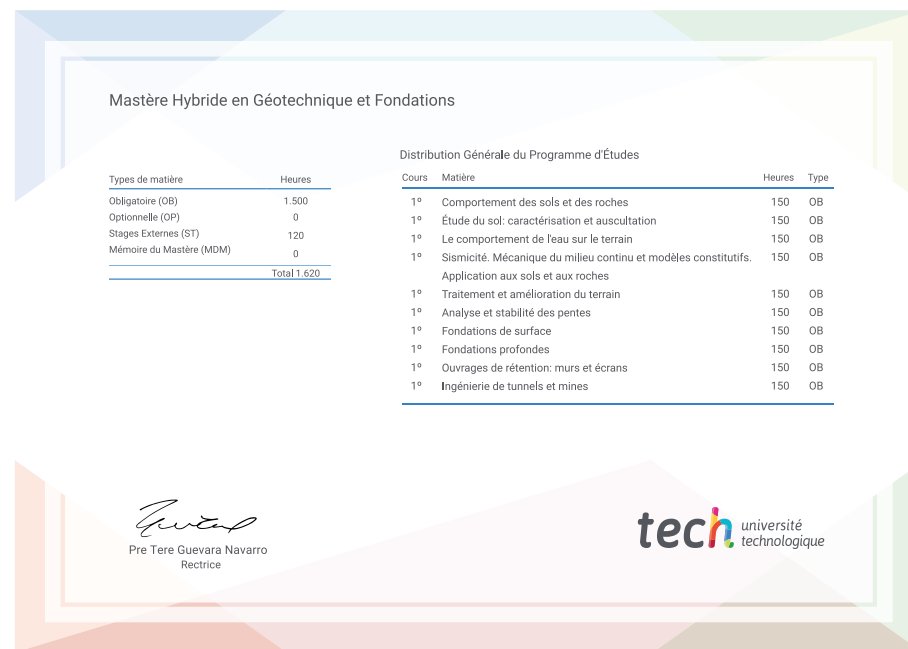 Mastère Hybride en Géotechnique et Fondations
Types de matière Heures
Obligatoire (OB) 1.500
Optionnelle (OP) 0
Stages Externes (ST) 120
Mémoire du Mastère (MDM) 0
Total 1.620
Distribution Générale du Programme d'Études
Cours Matière Heures Type
1º Comportement des sols et des roches 150 OB
1º Étude du sol: caractérisation et auscultation 150 OB
1º Le comportement de l'eau sur le terrain 150 OB
1º Sismicité. Mécanique du milieu continu et modèles constitutifs. 150 OB
Application aux sols et aux roches
1º Traitement et amélioration du terrain 150 OB
1º Analyse et stabilité des pentes 150 OB
1º Fondations de surface 150 OB
1º Fondations profondes 150 OB
1º Ouvrages de rétention: murs et écrans 150 OB
1º Ingénierie de tunnels et mines 150 OB
Pre Tere Guevara Navarro
Rectrice
tech université
technologique